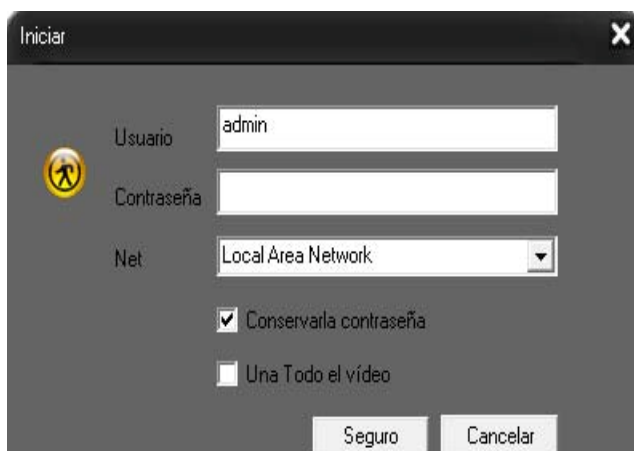 Iniciar
Usuario admin
Contraseña
Net Local Area Network
Conservarla contraseña
Una Todo el vídeo
Seguro Cancelar